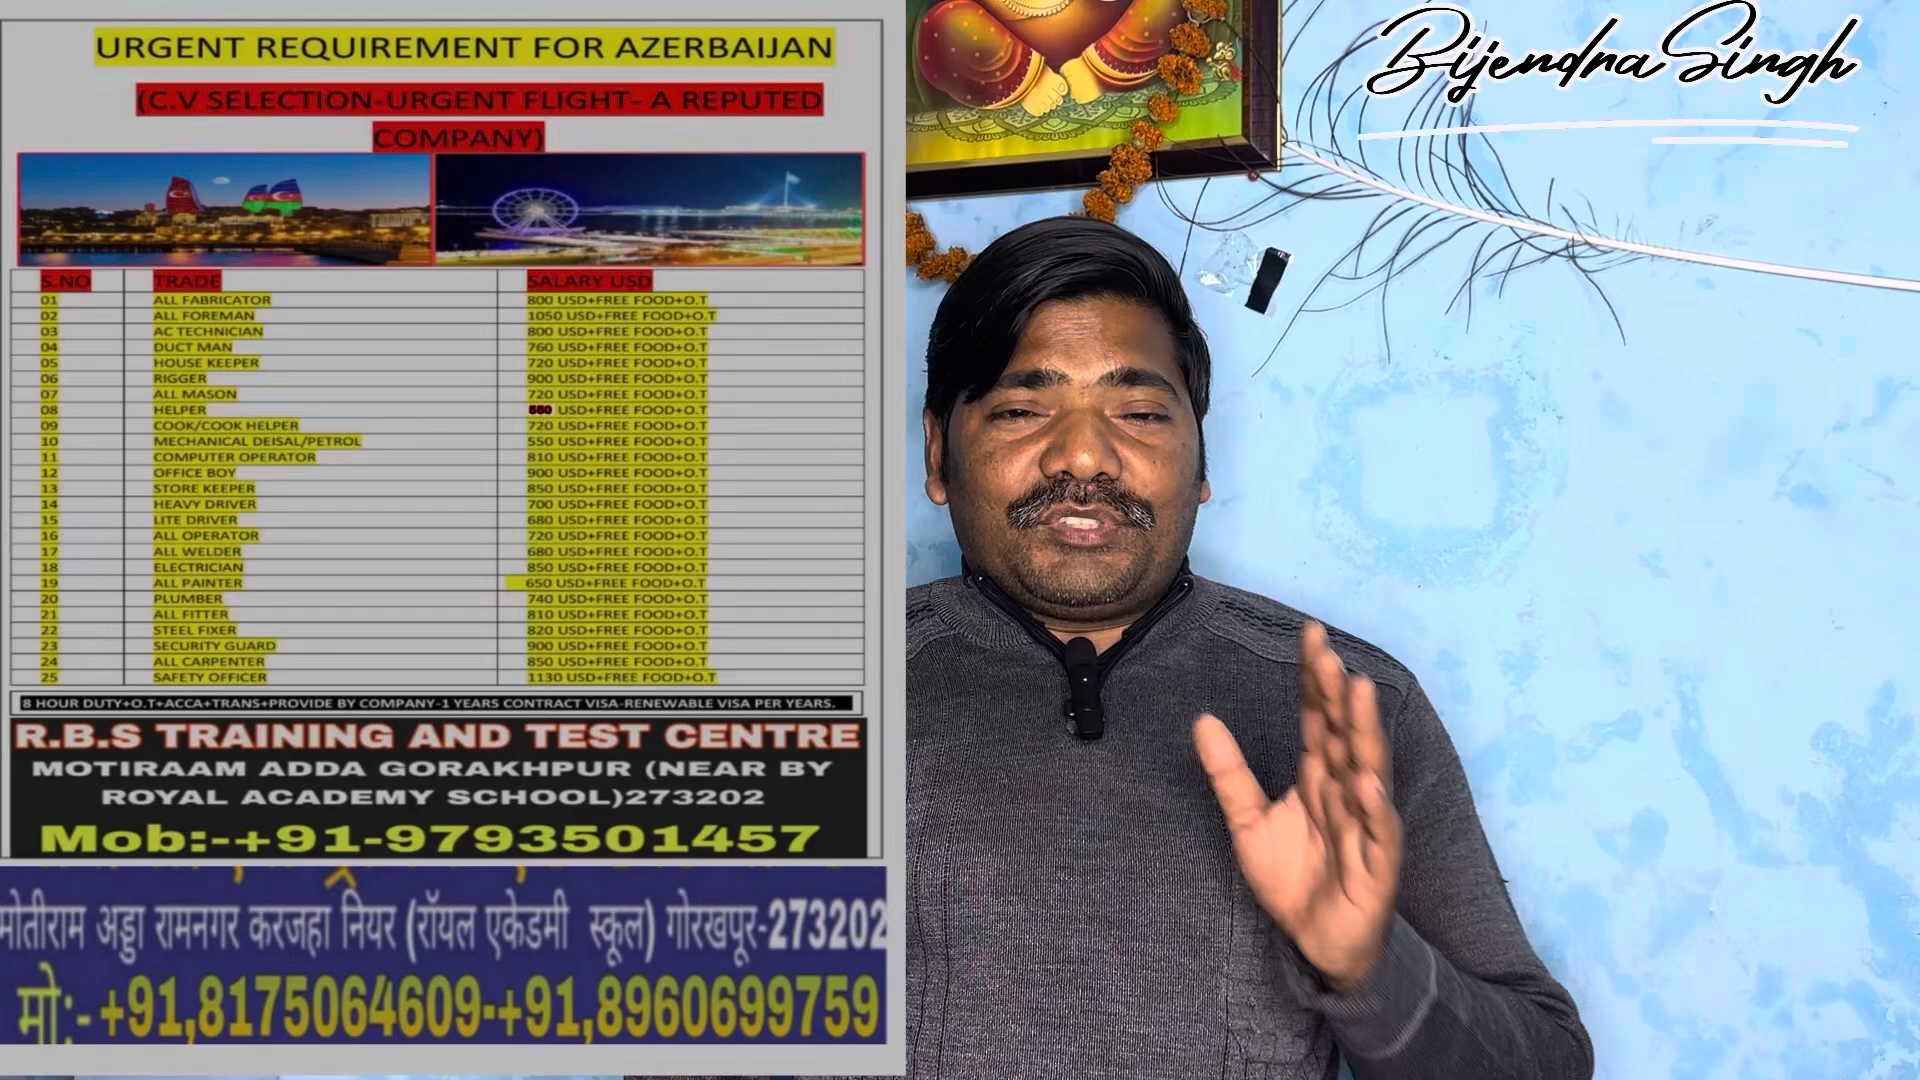 URGENT REQUIREMENT FOR AZERBAIJAN
(C.V SELECTION-URGENT FLIGHT- A REPUTED
COMPANY)
S.NO TRADE SALARY USD
01 ALL FABRICATOR 800 USD+FREE FOOD+O.T
02 ALL FOREMAN 1050 USD+FREE FOOD+O.T
03 AC TECHNICIAN 800 USD+FREE FOOD+O.T
04 DUCT MAN 760 USD+FREE FOOD+O.T
05 HOUSE KEEPER 720 USD+FREE FOOD+O.T
06 RIGGER 900 USD+FREE FOOD+O.T
07 ALL MASON 720 USD+FREE FOOD+O.T
08 HELPER 550 USD+FREE FOOD+O.T
09 COOK/COOK HELPER 720 USD+FREE FOOD+O.T
10 MECHANICAL DEISAL/PETROL 550 USD+FREE FOOD+O.T
11 COMPUTER OPERATOR 810 USD+FREE FOOD+O.T
12 OFFICE BOY 900 USD+FREE FOOD+O.T
13 STORE KEEPER 850 USD+FREE FOOD+O.T
14 HEAVY DRIVER 700 USD+FREE FOOD+O.T
15 LITE DRIVER 680 USD+FREE FOOD+O.T
16 ALL OPERATOR 720 USD+FREE FOOD+O.T
17 ALL WELDER 680 USD+FREE FOOD+O.T
18 ELECTRICIAN 850 USD+FREE FOOD+O.T
19 ALL PAINTER 650 USD+FREE FOOD+O.T
20 PLUMBER 740 USD+FREE FOOD+O.T
21 ALL FITTER 810 USD+FREE FOOD+O.T
22 STEEL FIXER 820 USD+FREE FOOD+O.T
23 SECURITY GUARD 900 USD+FREE FOOD+O.T
24 ALL CARPENTER 850 USD+FREE FOOD+O.T
25 SAFETY OFFICER 1130 USD+FREE FOOD+O.T
8 HOUR DUTY+O.T+ACCA+TRANS+PROVIDE BY COMPANY-1 YEARS CONTRACT VISA-RENEWABLE VISA PER YEARS.
R.B.S TRAINING AND TEST CENTRE
MOTIRAAM ADDA GORAKHPUR (NEAR BY
ROYAL ACADEMY SCHOOL)273202
Mob:-+91-9793501457
मोतीराम अड्डा रामनगर करजहा नियर (रॉयल एकेडमी स्कूल) गोरखपूर-273202
मो:- +91,8175064609-+91,8960699759
Bijendra Singh